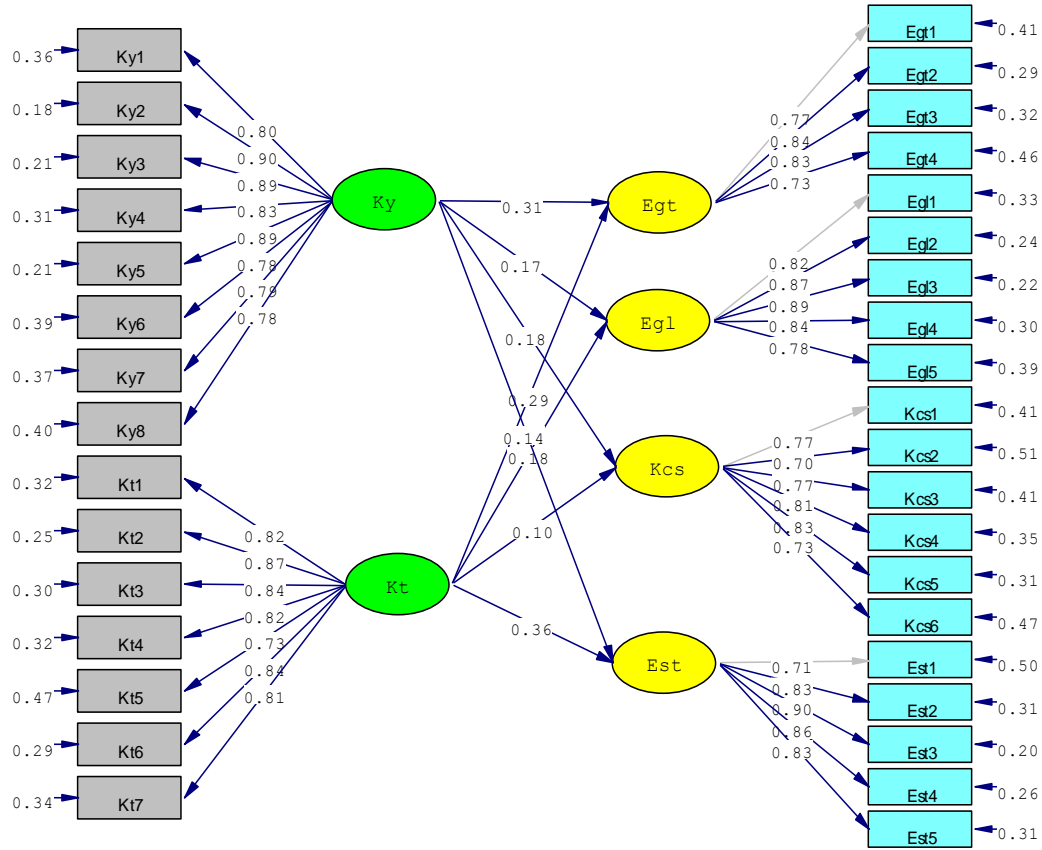 0.36 Ky1
0.18 Ky2
0.21 Ky3
0.31 Ky4
0.21 Ky5
0.39 Ky6
0.37 Ky7
0.40 Ky8
0.32 Kt1
0.25 Kt2
0.30 Kt3
0.32 Kt4
0.47 Kt5
0.29 Kt6
0.34 Kt7
0.80
0.90
0.89
0.83
0.89
0.78
0.79
0.78
0.82
0.87
0.84
0.82
0.73
0.84
0.81
Ky
Kt
0.31
0.17
0.18
0.29
0.14
0.18
0.10
0.36
Egt
Egl
Kcs
Est
0.77
0.84
0.83
0.73
0.82
0.87
0.89
0.84
0.78
0.77
0.70
0.77
0.81
0.83
0.73
0.71
0.83
0.90
0.86
0.83
Egt1 0.41
Egt2 0.29
Egt3 0.32
Egt4 0.46
Egl1 0.33
Egl2 0.24
Egl3 0.22
Egl4 0.30
Egl5 0.39
Kcs1 0.41
Kcs2 0.51
Kcs3 0.41
Kcs4 0.35
Kcs5 0.31
Kcs6 0.47
Est1 0.50
Est2 0.31
Est3 0.20
Est4 0.26
Est5 0.31